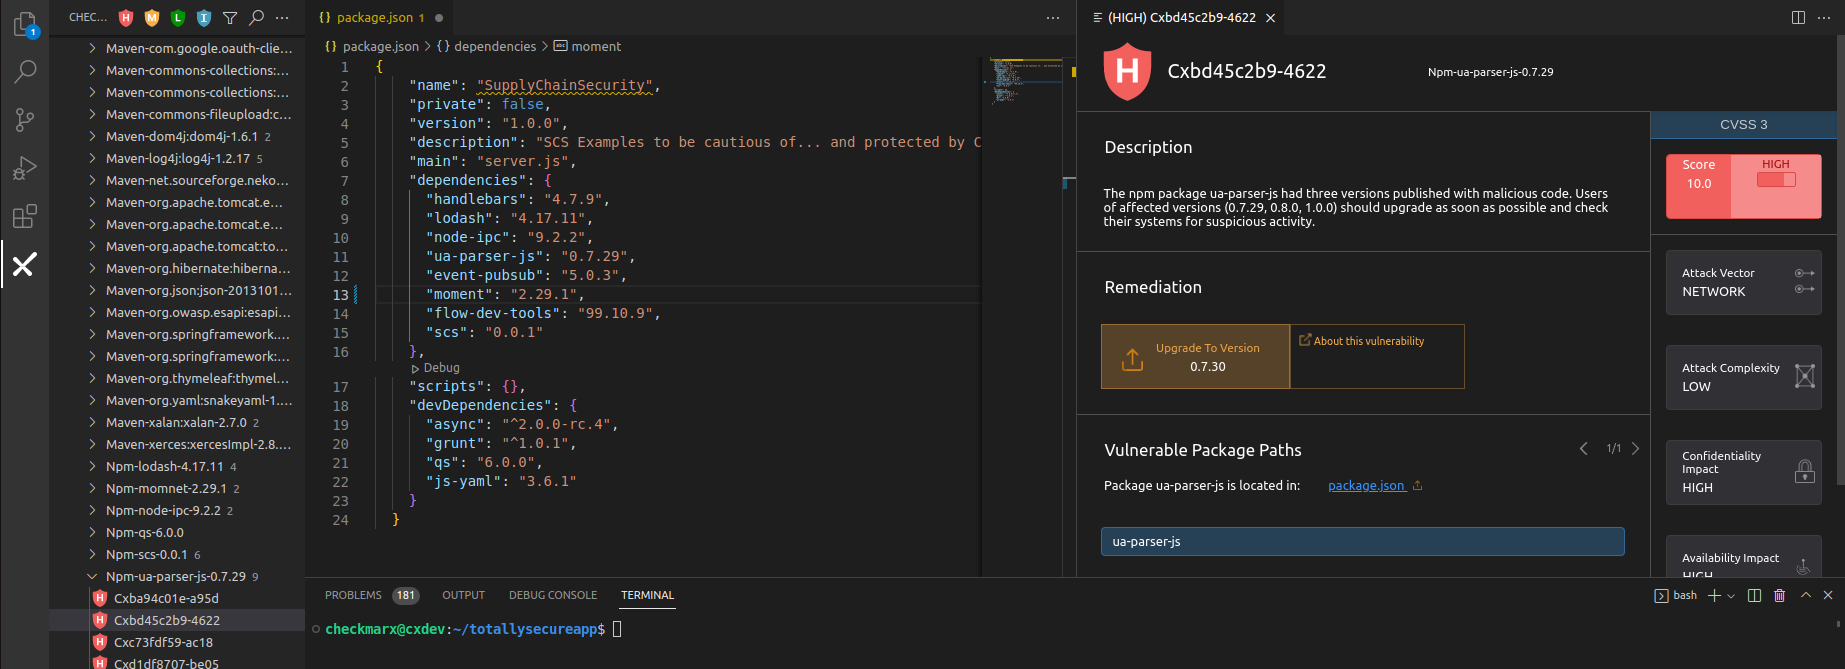 1
CHEC... H M L I ...
Maven-com.google.oauth-clie...
Maven-commons-collections:...
Maven-commons-collections:...
Maven-commons-fileupload:c...
Maven-dom4j:dom4j-1.6.1 2
Maven-log4j:log4j-1.2.17 5
Maven-net.sourceforge.neko...
Maven-org.apache.tomcat.e...
Maven-org.apache.tomcat.e...
Maven-org.apache.tomcat:to...
Maven-org.hibernate:hiberna...
Maven-org.json:json-2013101...
Maven-org.owasp.esapi:esapi...
Maven-org.springframework....
Maven-org.springframework:...
Maven-org.thymeleaf:thymel...
Maven-org.yaml:snakeyaml-1....
Maven-xalan:xalan-2.7.0 2
Maven-xerces:xercesImpl-2.8....
Npm-lodash-4.17.11 4
Npm-momnet-2.29.1 2
Npm-node-ipc-9.2.2 2
Npm-qs-6.0.0
Npm-scs-0.0.1 6
Npm-ua-parser-js-0.7.29 9
H Cxba94c01e-a95d
H Cxbd45c2b9-4622
H Cxc73fdf59-ac18
H Cxd1df8707-be05
{} package.json 1
{} package.json > {} dependencies > abc moment
1 {
2 "name": "SupplyChainSecurity",
3 "private": false,
4 "version": "1.0.0",
5 "description": "SCS Examples to be cautious of... and protected by C
6 "main": "server.js",
7 "dependencies": {
8 "handlebars": "4.7.9",
9 "lodash": "4.17.11",
10 "node-ipc": "9.2.2",
11 "ua-parser-js": "0.7.29",
12 "event-pubsub": "5.0.3",
13 "moment": "2.29.1",
14 "flow-dev-tools": "99.10.9",
15 "scs": "0.0.1"
16 },
Debug
17 "scripts": {},
18 "devDependencies": {
19 "async": "^2.0.0-rc.4",
20 "grunt": "^1.0.1",
21 "qs": "6.0.0",
22 "js-yaml": "3.6.1"
23 }
24 }
(HIGH) Cxbd45c2b9-4622
H Cxbd45c2b9-4622 Npm-ua-parser-js-0.7.29
Description
The npm package ua-parser-js had three versions published with malicious code. Users
of affected versions (0.7.29, 0.8.0, 1.0.0) should upgrade as soon as possible and check
their systems for suspicious activity.
Remediation
Upgrade To Version
0.7.30
About this vulnerability
Vulnerable Package Paths
1/1
Package ua-parser-js is located in: package.json
ua-parser-js
CVSS 3
Score HIGH
10.0
Attack Vector
NETWORK
Attack Complexity
LOW
Confidentiality
Impact
HIGH
Availability Impact
HIGH
PROBLEMS 181 OUTPUT DEBUG CONSOLE TERMINAL
bash
checkmarx@cxdev:~/totallysecureapp$